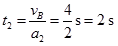 t₂ = v_B/a₂ = 4/2 s = 2 s